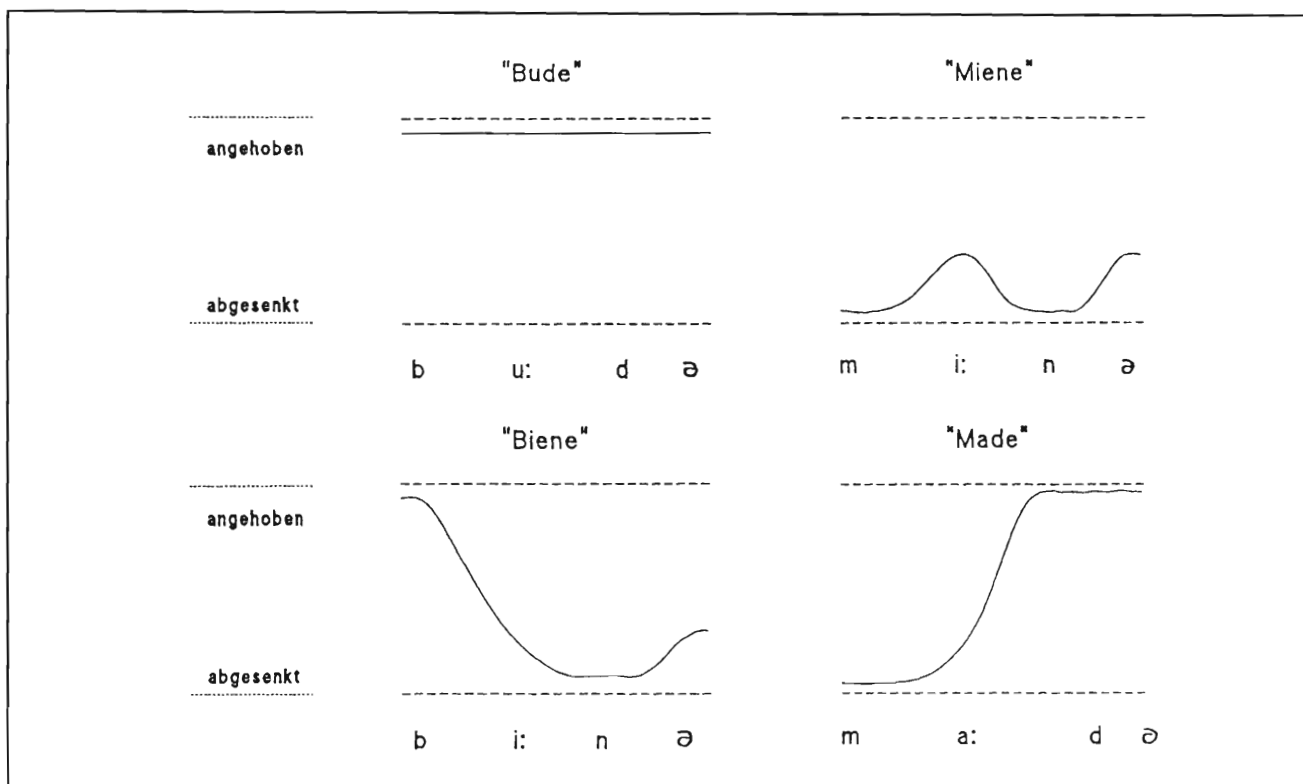 "Bude"
"Miene"
angehoben
abgesenkt
b u: d ə
m i: n ə
"Biene"
"Made"
angehoben
abgesenkt
b i: n ə
m a: d ə